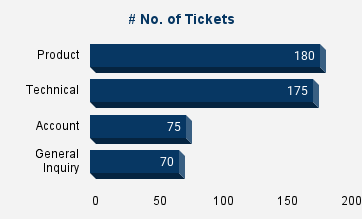 # No. of Tickets
Product 180
Technical 175
Account 75
General
Inquiry 70
0 50 100 150 200